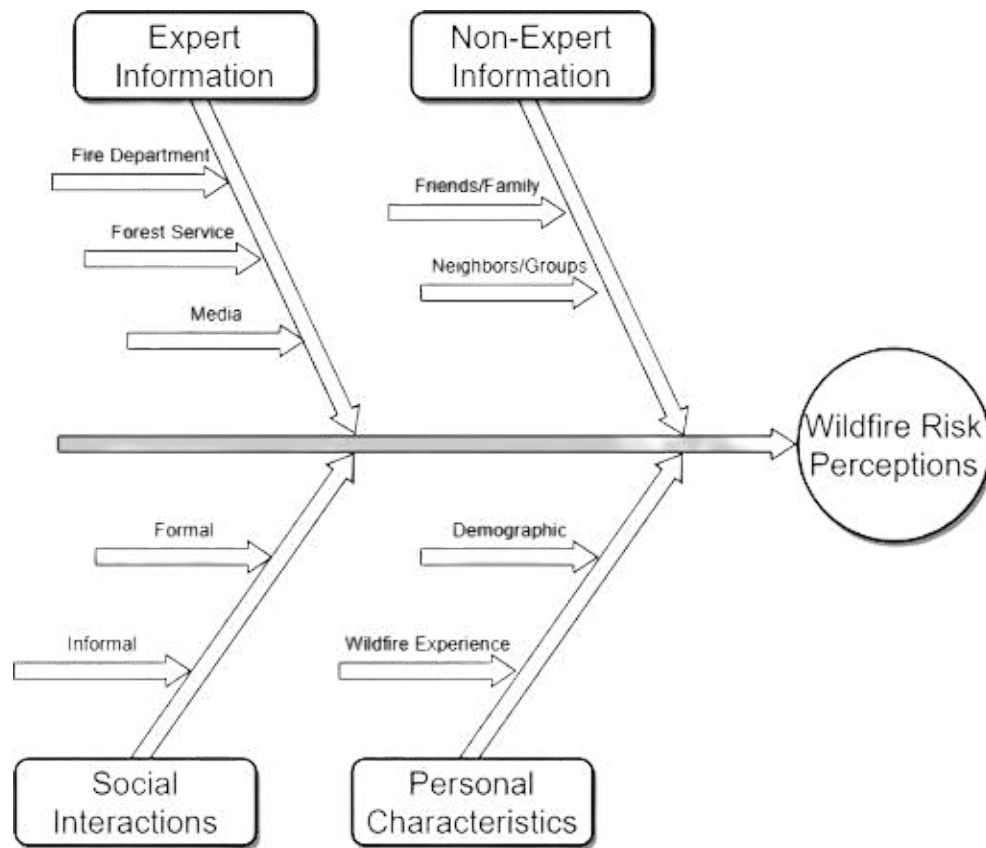 Expert
Information
Non-Expert
Information
Fire Department
Forest Service
Media
Friends/Family
Neighbors/Groups
Wildfire Risk
Perceptions
Formal
Informal
Demographic
Wildfire Experience
Social
Interactions
Personal
Characteristics